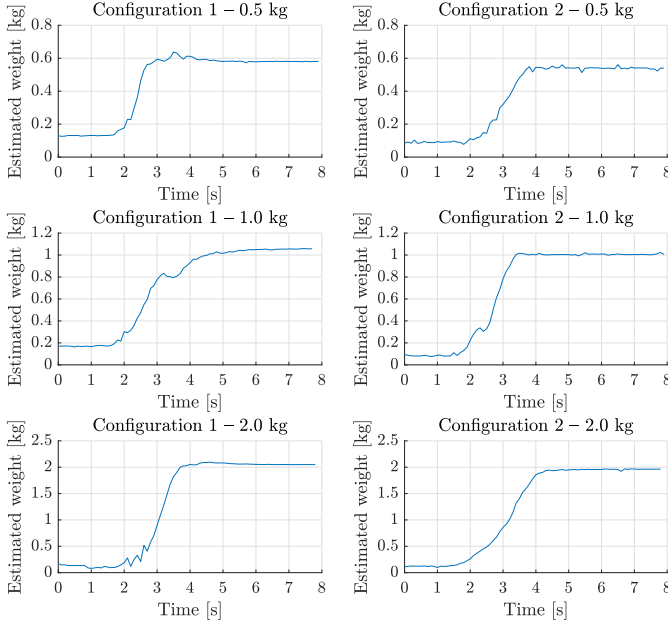 Configuration 1 – 0.5 kg
Estimated weight [kg]
0.8
0.6
0.4
0.2
0
0 1 2 3 4 5 6 7 8
Time [s]
Configuration 2 – 0.5 kg
Estimated weight [kg]
0.8
0.6
0.4
0.2
0
0 1 2 3 4 5 6 7 8
Time [s]
Configuration 1 – 1.0 kg
Estimated weight [kg]
1.2
1
0.8
0.6
0.4
0.2
0
0 1 2 3 4 5 6 7 8
Time [s]
Configuration 2 – 1.0 kg
Estimated weight [kg]
1.2
1
0.8
0.6
0.4
0.2
0
0 1 2 3 4 5 6 7 8
Time [s]
Configuration 1 – 2.0 kg
Estimated weight [kg]
2.5
2
1.5
1
0.5
0
0 1 2 3 4 5 6 7 8
Time [s]
Configuration 2 – 2.0 kg
Estimated weight [kg]
2.5
2
1.5
1
0.5
0
0 1 2 3 4 5 6 7 8
Time [s]